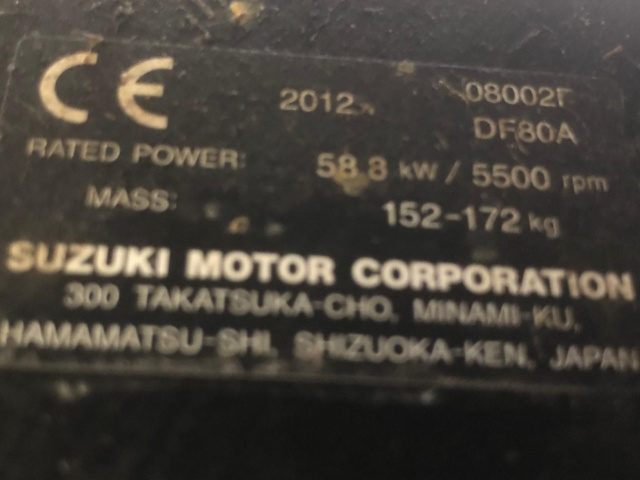 CE 2012 08002F
DF80A
RATED POWER: 58.8 kW / 5500 rpm
MASS: 152-172 kg
SUZUKI MOTOR CORPORATION
300 TAKATSUKA-CHO, MINAMI-KU,
HAMAMATSU-SHI, SHIZUOKA-KEN, JAPAN